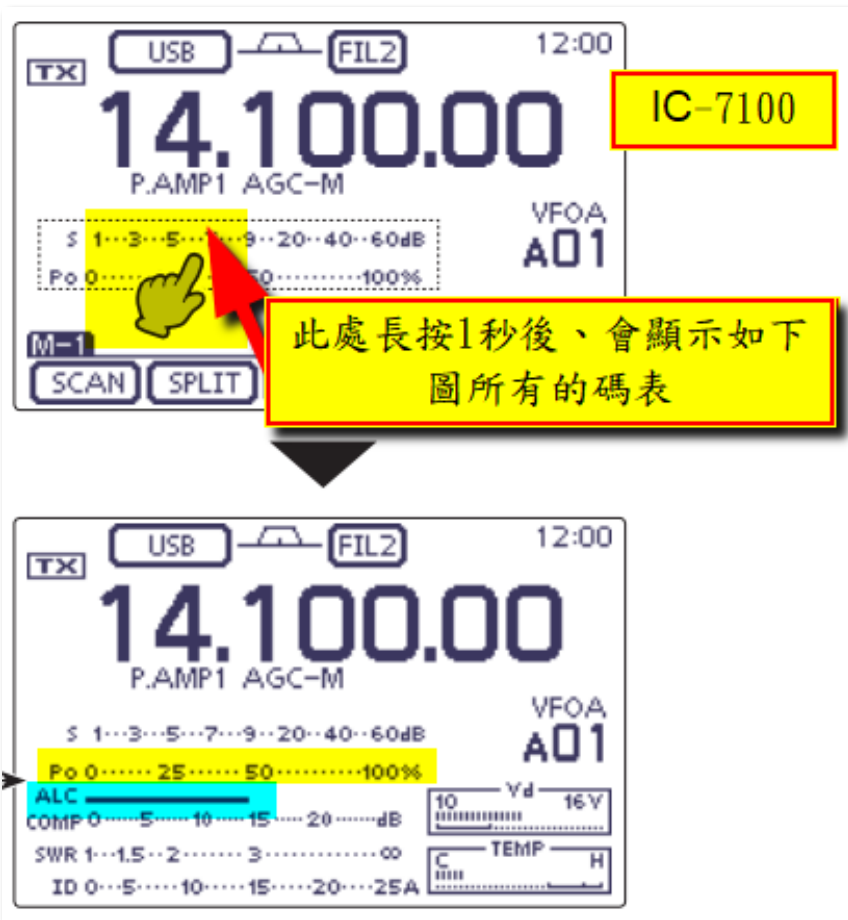 USB FIL2 12:00
TX
IC-7100
14.100.00
P.AMP1 AGC-M
VFOA
A01
S 1···3···5···7···9··20··40··60dB
Po 0······ 50··········100%
此處長按1秒後、會顯示如下
圖所有的碼表
M-1
SCAN SPLIT
USB FIL2 12:00
TX
14.100.00
P.AMP1 AGC-M
VFOA
A01
S 1···3···5···7···9··20··40··60dB
Po 0······ 25······ 50··········100%
ALC
10 Vd 16V
COMP 0······5······10······15······20······dB
SWR 1···1.5··2·······3···············∞
C TEMP H
ID 0···5·····10·····15·····20····25A